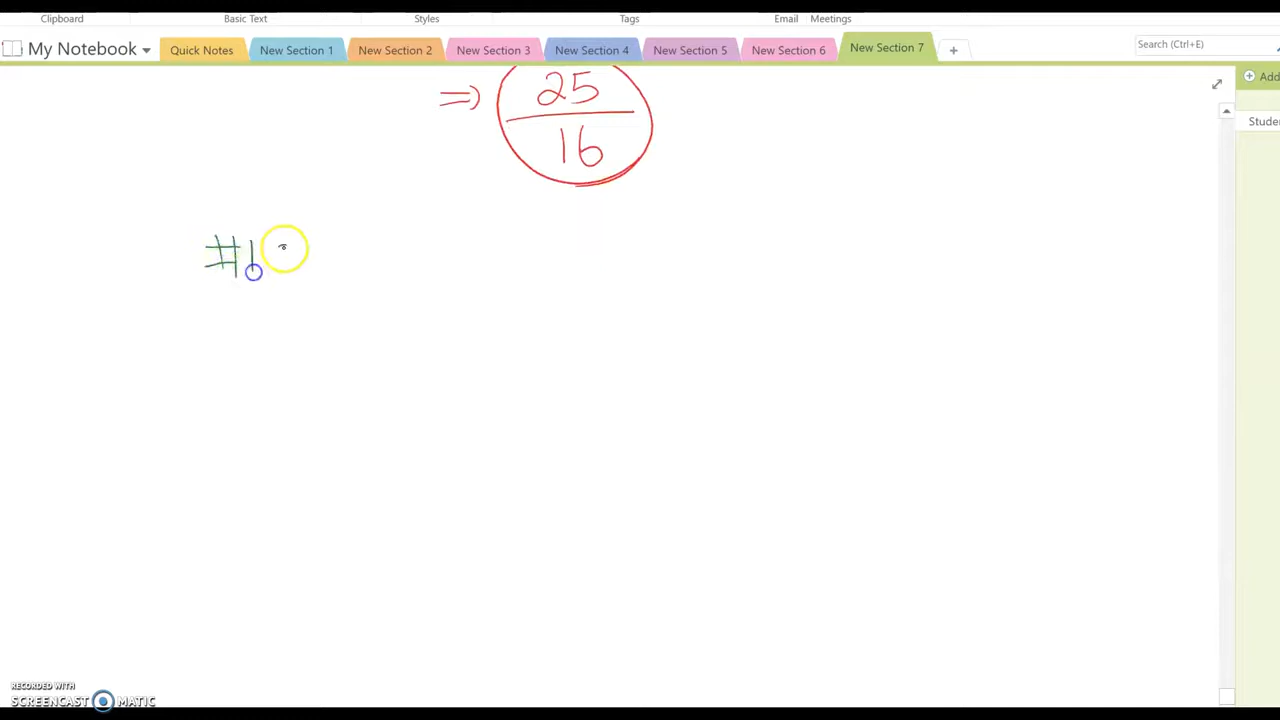 Clipboard Basic Text Styles Tags Email Meetings
My Notebook Quick Notes New Section 1 New Section 2 New Section 3 New Section 4 New Section 5 New Section 6 New Section 7 + Search (Ctrl+E)
Add
Studen
⇒ 25
16
#1
RECORDED WITH
SCREENCAST MATIC